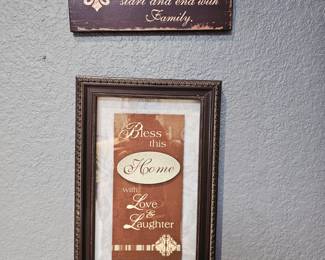 start and end with
Family.
Bless
this
Home
with
Love
&
Laughter